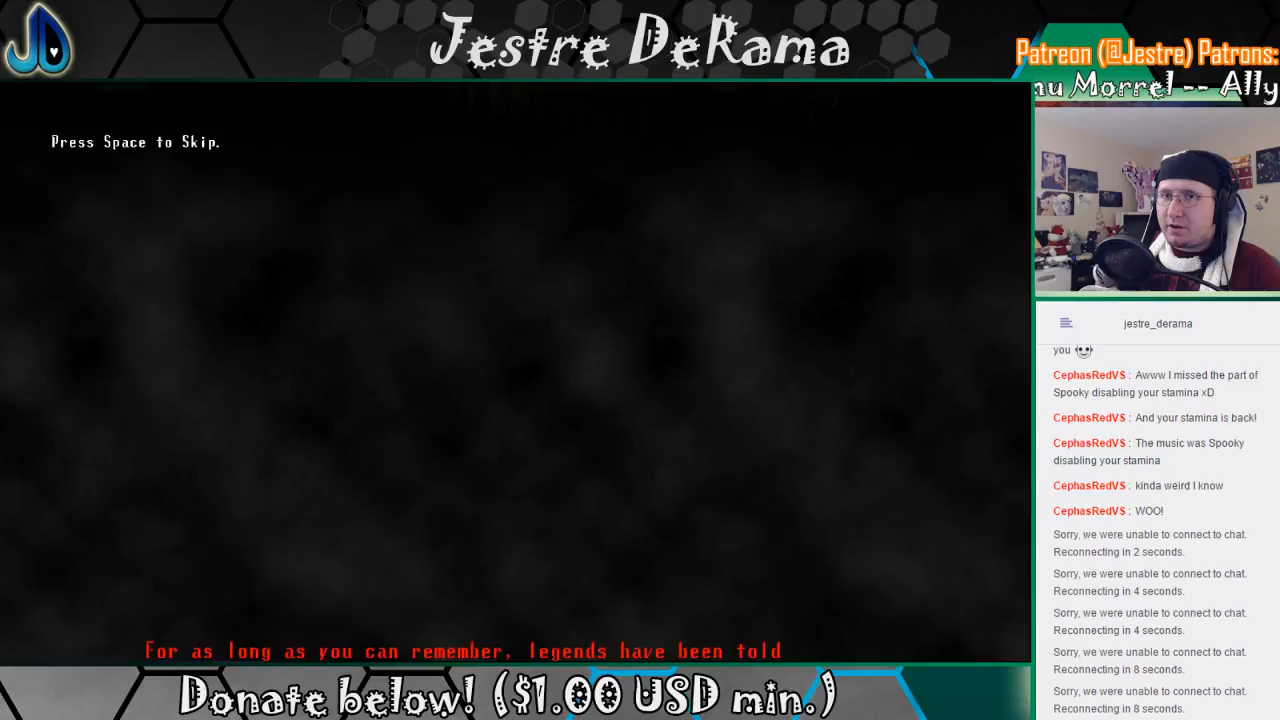 JD
Jestre DeRama
Patreon (@Jestre) Patrons:
nu Morrel -- Ally
Press Space to Skip.
jestre_derama
you
CephasRedVS : Awww I missed the part of
Spooky disabling your stamina xD
CephasRedVS : And your stamina is back!
CephasRedVS : The music was Spooky
disabling your stamina
CephasRedVS : kinda weird I know
CephasRedVS : WOO!
Sorry, we were unable to connect to chat.
Reconnecting in 2 seconds.
Sorry, we were unable to connect to chat.
Reconnecting in 4 seconds.
Sorry, we were unable to connect to chat.
Reconnecting in 4 seconds.
Sorry, we were unable to connect to chat.
Reconnecting in 8 seconds.
Sorry, we were unable to connect to chat.
Reconnecting in 8 seconds.
For as long as you can remember, legends have been told
Donate below! ($1.00 USD min.)